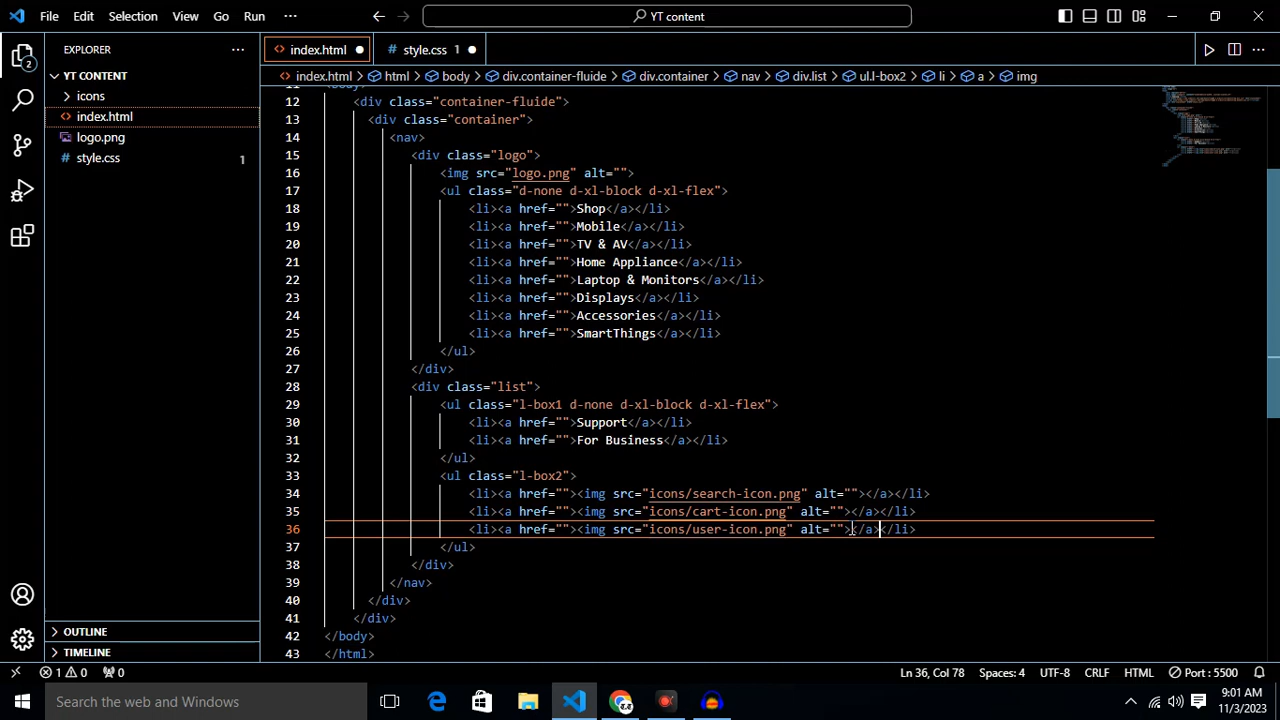 File Edit Selection View Go Run ··· YT content
EXPLORER ···
YT CONTENT
icons
index.html
logo.png
style.css 1
2
OUTLINE
TIMELINE
index.html style.css 1
index.html > html > body > div.container-fluide > div.container > nav > div.list > ul.l-box2 > li > a > img
12 <div class="container-fluide">
13 <div class="container">
14 <nav>
15 <div class="logo">
16 <img src="logo.png" alt="">
17 <ul class="d-none d-xl-block d-xl-flex">
18 <li><a href="">Shop</a></li>
19 <li><a href="">Mobile</a></li>
20 <li><a href="">TV & AV</a></li>
21 <li><a href="">Home Appliance</a></li>
22 <li><a href="">Laptop & Monitors</a></li>
23 <li><a href="">Displays</a></li>
24 <li><a href="">Accessories</a></li>
25 <li><a href="">SmartThings</a></li>
26 </ul>
27 </div>
28 <div class="list">
29 <ul class="l-box1 d-none d-xl-block d-xl-flex">
30 <li><a href="">Support</a></li>
31 <li><a href="">For Business</a></li>
32 </ul>
33 <ul class="l-box2">
34 <li><a href=""><img src="icons/search-icon.png" alt=""></a></li>
35 <li><a href=""><img src="icons/cart-icon.png" alt=""></a></li>
36 <li><a href=""><img src="icons/user-icon.png" alt=""></a></li>
37 </ul>
38 </div>
39 </nav>
40 </div>
41 </div>
42 </body>
43 </html>
1 0 0 Ln 36, Col 78 Spaces: 4 UTF-8 CRLF HTML Port : 5500
Search the web and Windows
9:01 AM
11/3/2023